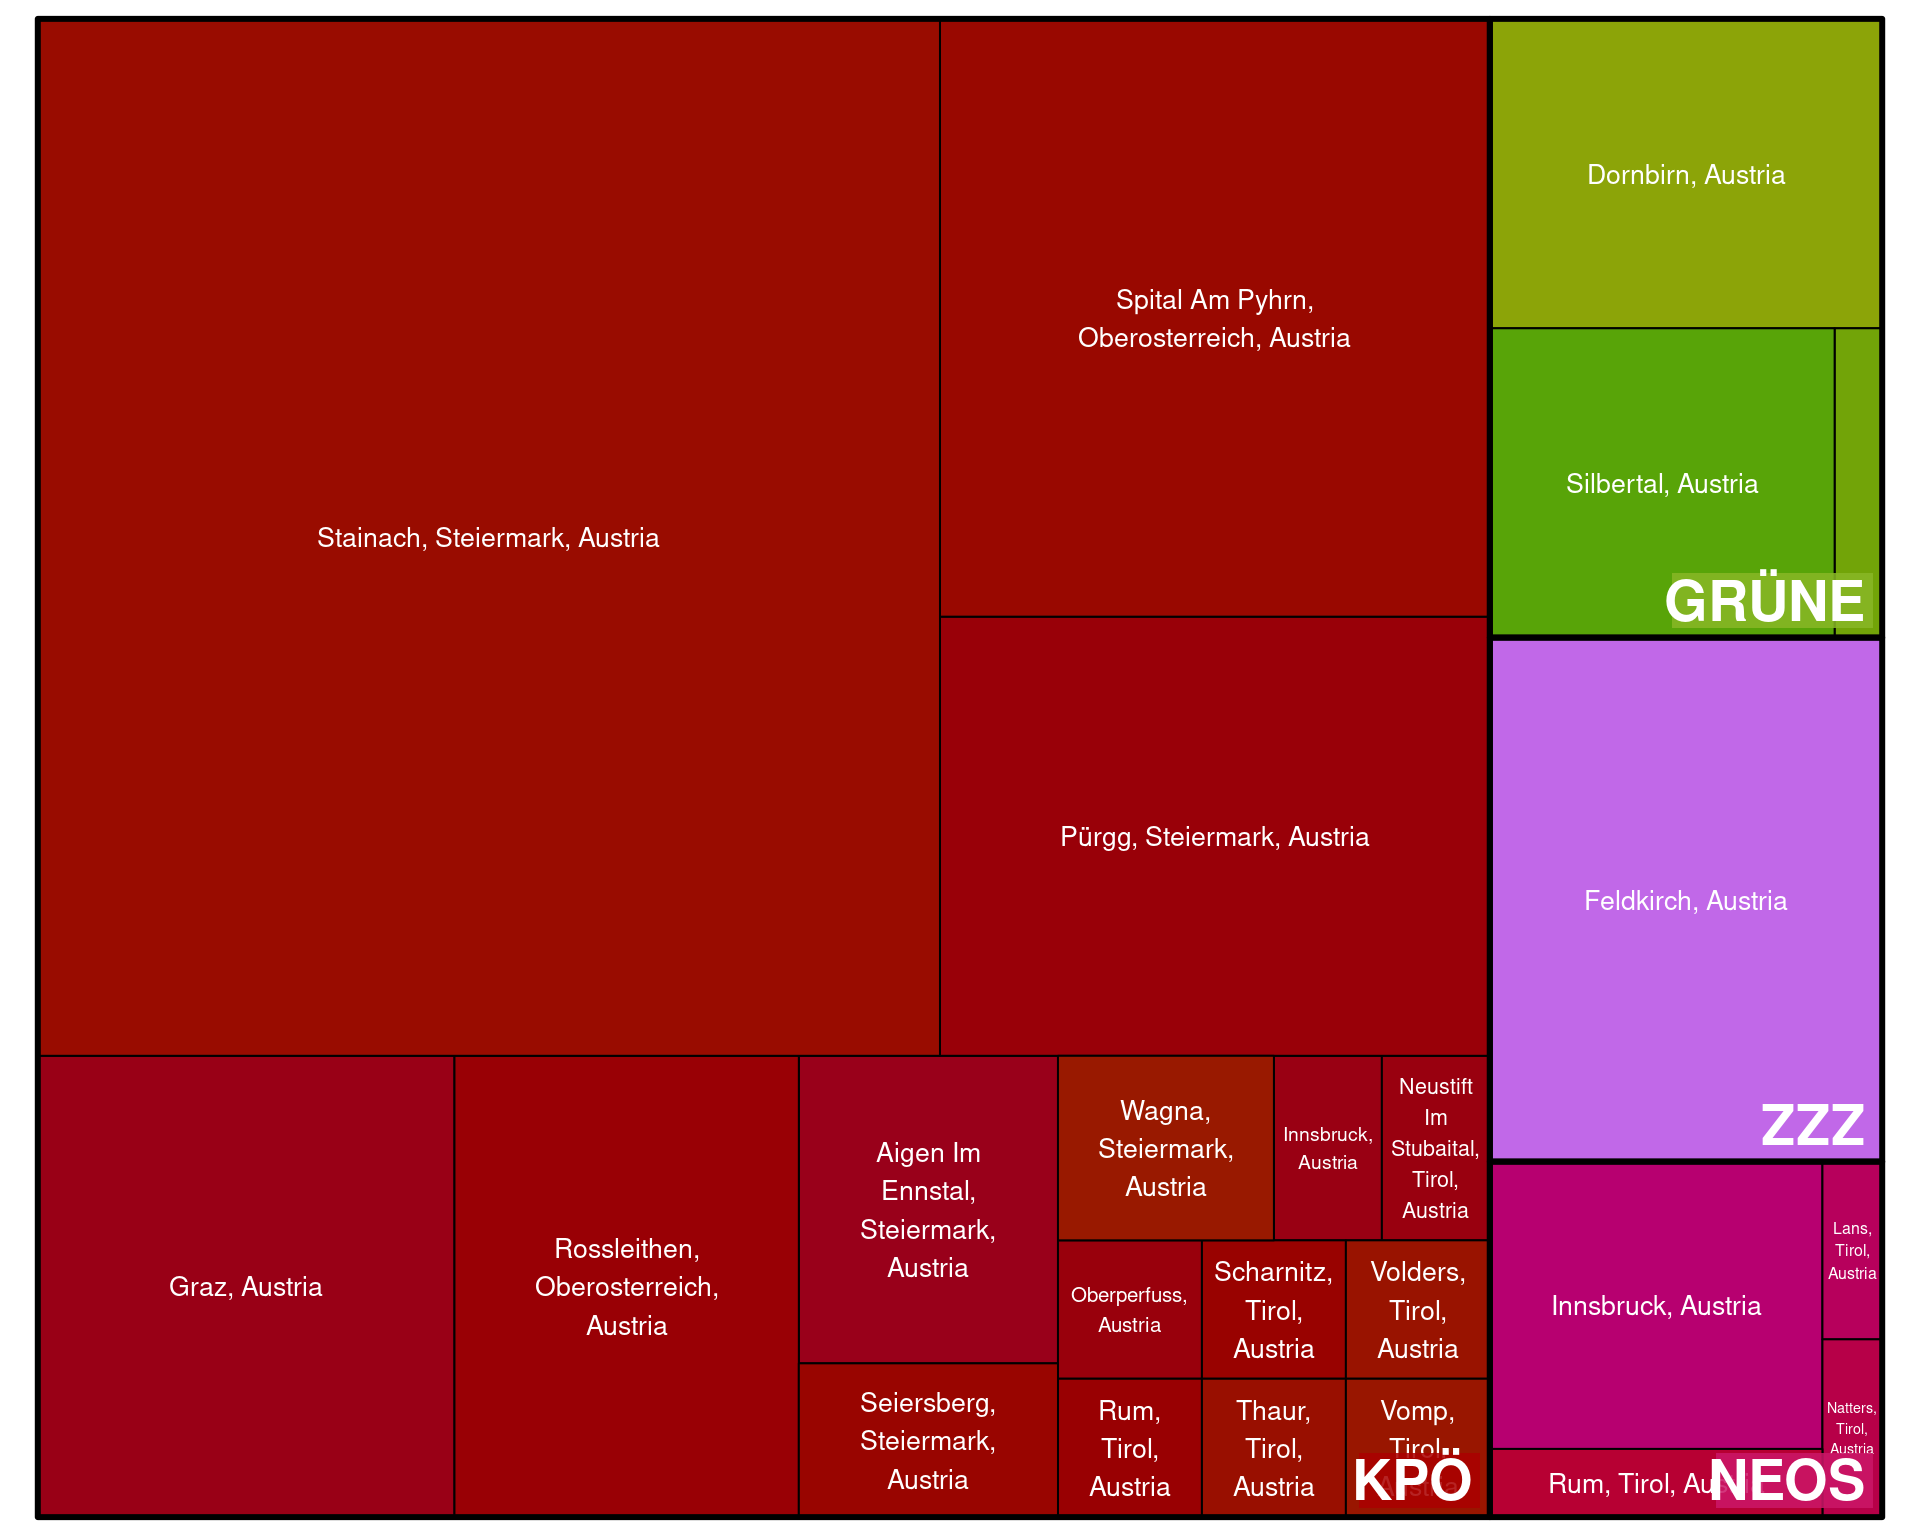 Stainach, Steiermark, Austria
Spital Am Pyhrn,
Oberosterreich, Austria
Pürgg, Steiermark, Austria
Graz, Austria
Rossleithen,
Oberosterreich,
Austria
Aigen Im
Ennstal,
Steiermark,
Austria
Seiersberg,
Steiermark,
Austria
Wagna,
Steiermark,
Austria
Innsbruck,
Austria
Neustift
Im
Stubaital,
Tirol,
Austria
Oberperfuss,
Austria
Scharnitz,
Tirol,
Austria
Volders,
Tirol,
Austria
Rum,
Tirol,
Austria
Thaur,
Tirol,
Austria
Vomp,
Tirol,
KPÖ
Dornbirn, Austria
Silbertal, Austria
GRÜNE
Feldkirch, Austria
ZZZ
Innsbruck, Austria
Lans,
Tirol,
Austria
Natters,
Tirol,
Austria
Rum, Tirol,
NEOS